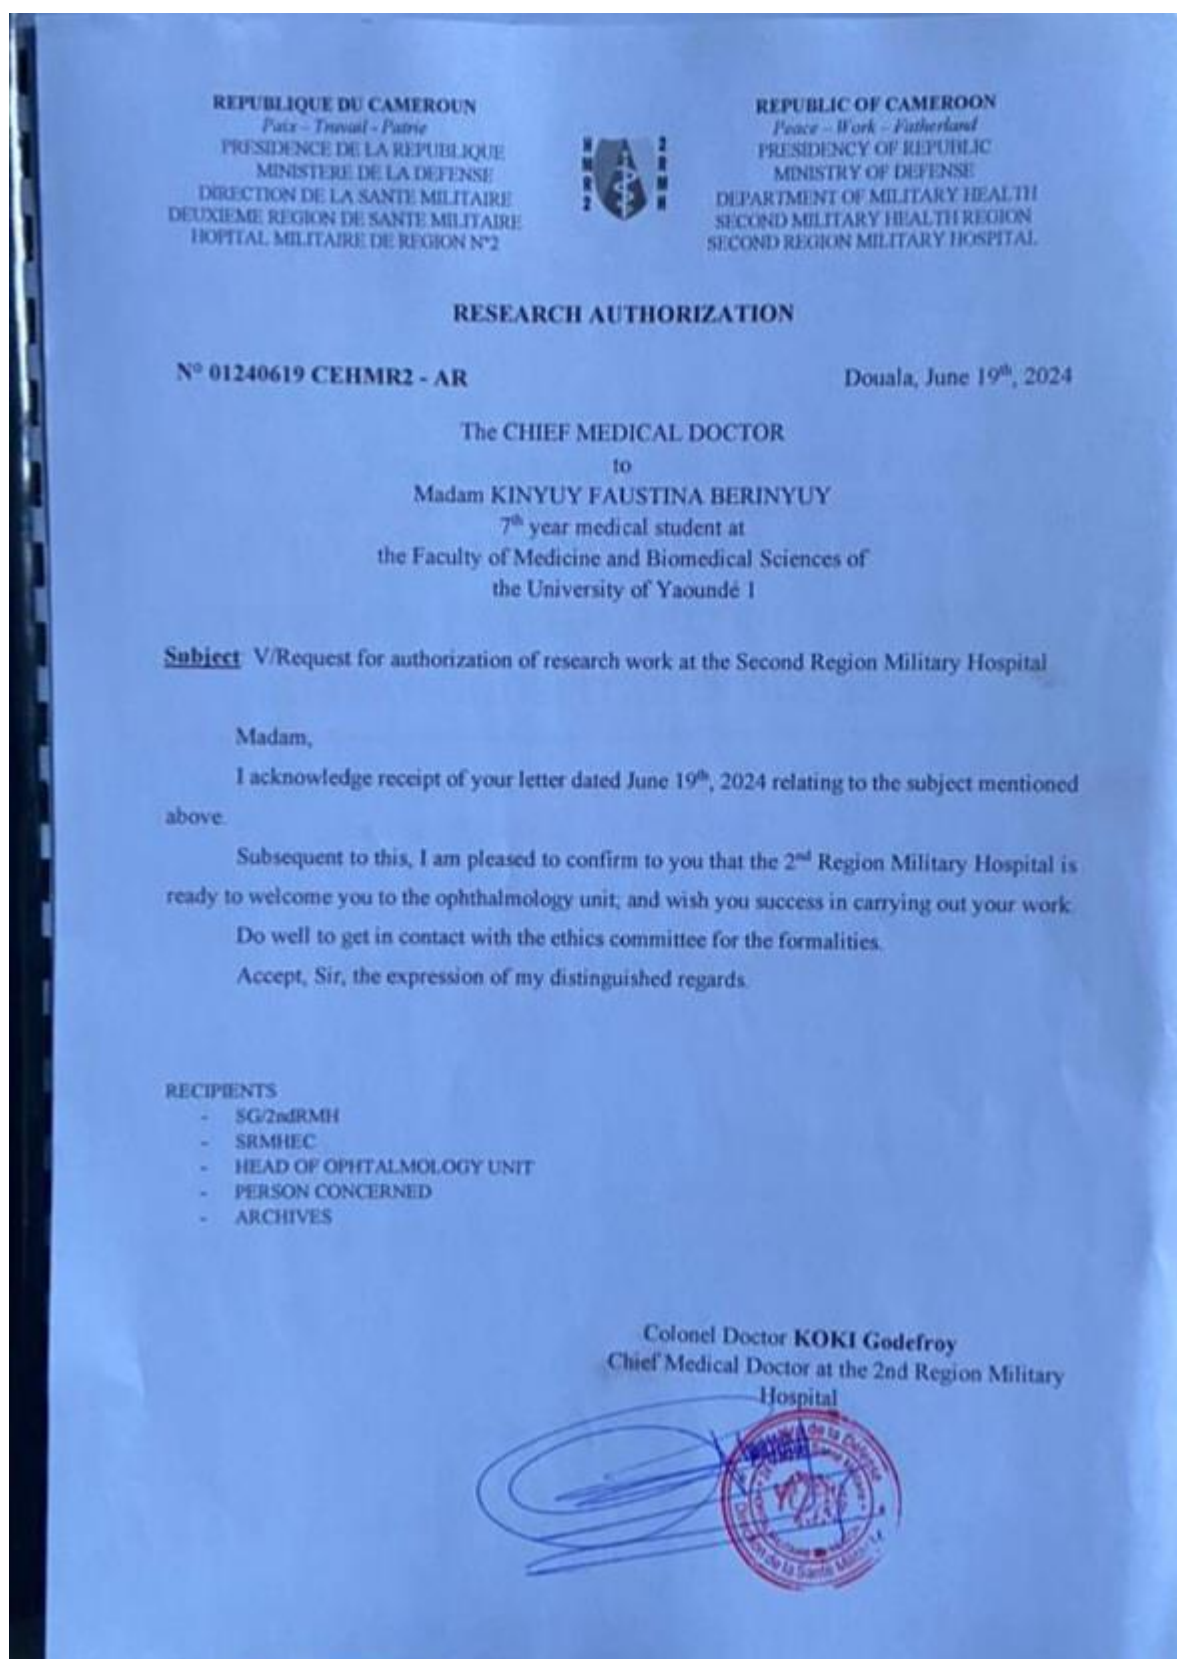 REPUBLIQUE DU CAMEROUN
Paix – Travail - Patrie
PRESIDENCE DE LA REPUBLIQUE
MINISTERE DE LA DEFENSE
DIRECTION DE LA SANTE MILITAIRE
DEUXIEME REGION DE SANTE MILITAIRE
HOPITAL MILITAIRE DE REGION N°2
HMR2
2RMH
REPUBLIC OF CAMEROON
Peace – Work – Fatherland
PRESIDENCY OF REPUBLIC
MINISTRY OF DEFENSE
DEPARTMENT OF MILITARY HEALTH
SECOND MILITARY HEALTH REGION
SECOND REGION MILITARY HOSPITAL
RESEARCH AUTHORIZATION
N° 01240619 CEHMR2 - AR
Douala, June 19th, 2024
The CHIEF MEDICAL DOCTOR
to
Madam KINYUY FAUSTINA BERINYUY
7th year medical student at
the Faculty of Medicine and Biomedical Sciences of
the University of Yaoundé 1
Subject: V/Request for authorization of research work at the Second Region Military Hospital
Madam,
I acknowledge receipt of your letter dated June 19th, 2024 relating to the subject mentioned
above.
Subsequent to this, I am pleased to confirm to you that the 2nd Region Military Hospital is
ready to welcome you to the ophthalmology unit; and wish you success in carrying out your work.
Do well to get in contact with the ethics committee for the formalities.
Accept, Sir, the expression of my distinguished regards.
RECIPIENTS
- SG/2ndRMH
- SRMHEC
- HEAD OF OPHTALMOLOGY UNIT
- PERSON CONCERNED
- ARCHIVES
Colonel Doctor KOKI Godefroy
Chief Medical Doctor at the 2nd Region Military
Hospital
de la Défense
de la Santé